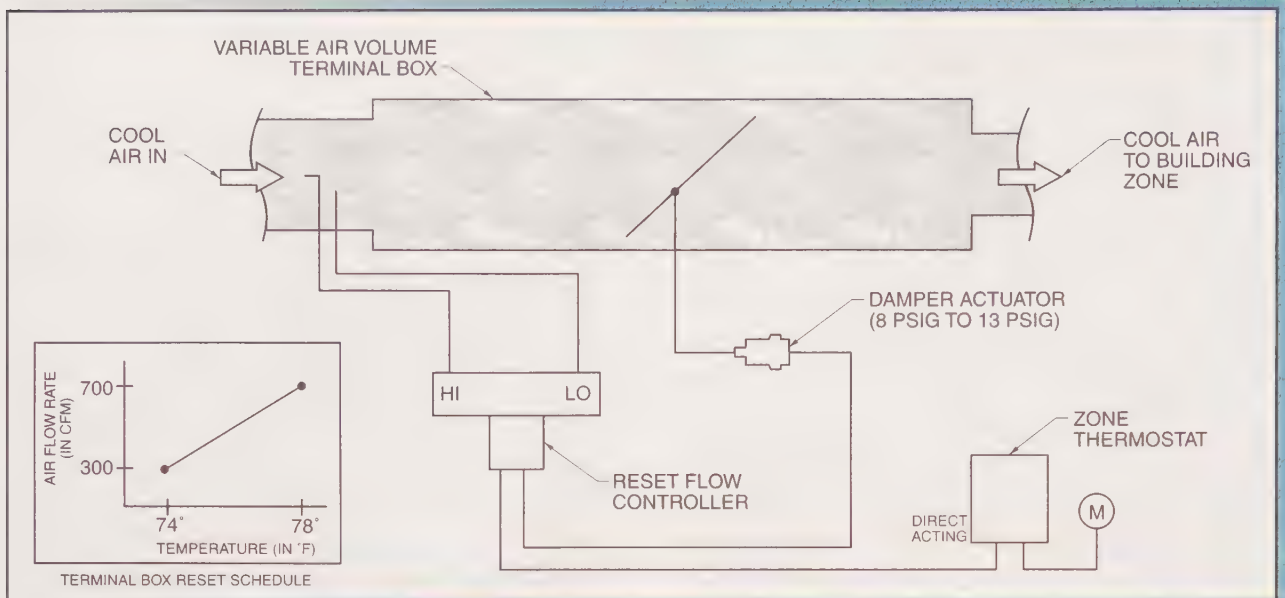 VARIABLE AIR VOLUME
TERMINAL BOX
COOL
AIR IN
COOL AIR
TO BUILDING
ZONE
DAMPER ACTUATOR
(8 PSIG TO 13 PSIG)
HI
LO
ZONE
THERMOSTAT
RESET FLOW
CONTROLLER
DIRECT
ACTING
M
AIR FLOW RATE
(IN CFM)
700
300
74°
78°
TEMPERATURE (IN °F)
TERMINAL BOX RESET SCHEDULE